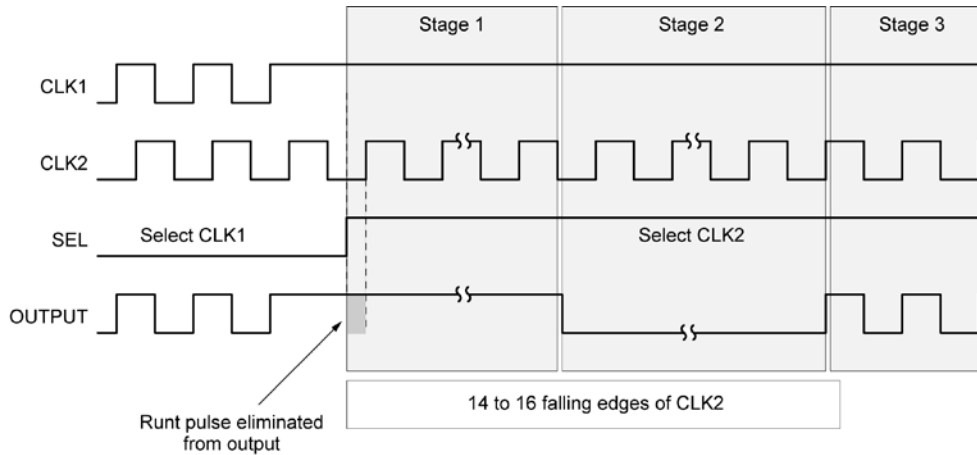 Stage 1
Stage 2
Stage 3
CLK1
CLK2
SEL
Select CLK1
Select CLK2
OUTPUT
Runt pulse eliminated
from output
14 to 16 falling edges of CLK2